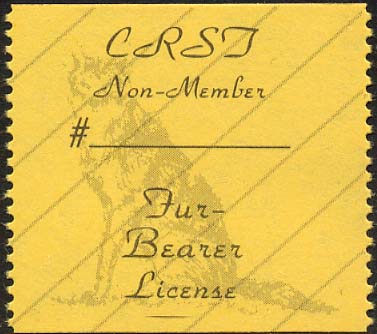 CRST
Non-Member
#
Fur-
Bearer
License